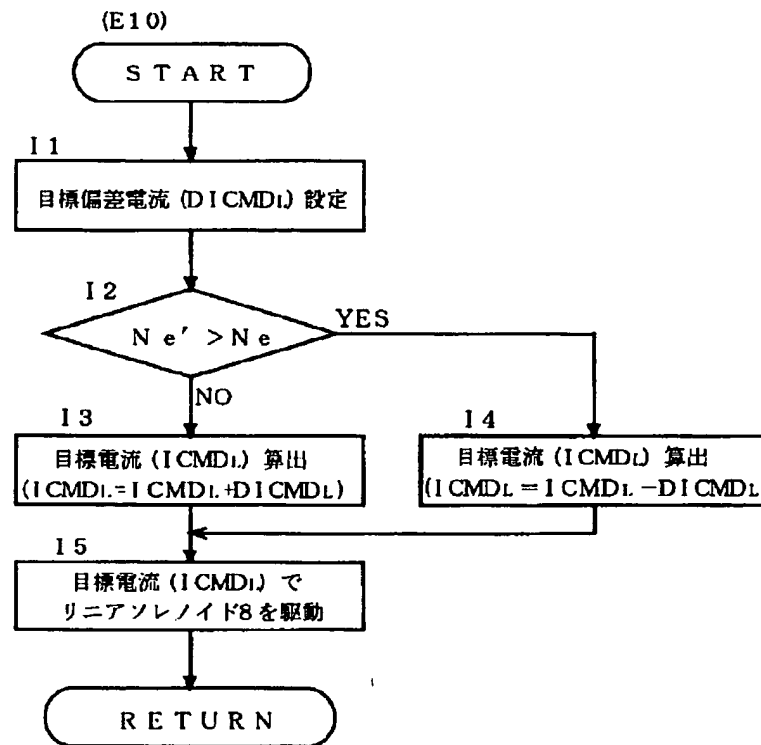 (E10)
START
I1
目標偏差電流(DICMDL)設定
I2
Ne′>Ne
YES
NO
I3
目標電流(ICMDL)算出
(ICMDL=ICMDL+DICMDL)
I4
目標電流(ICMDL)算出
(ICMDL=ICMDL−DICMDL
I5
目標電流(ICMDL)で
リニアソレノイド8を駆動
RETURN